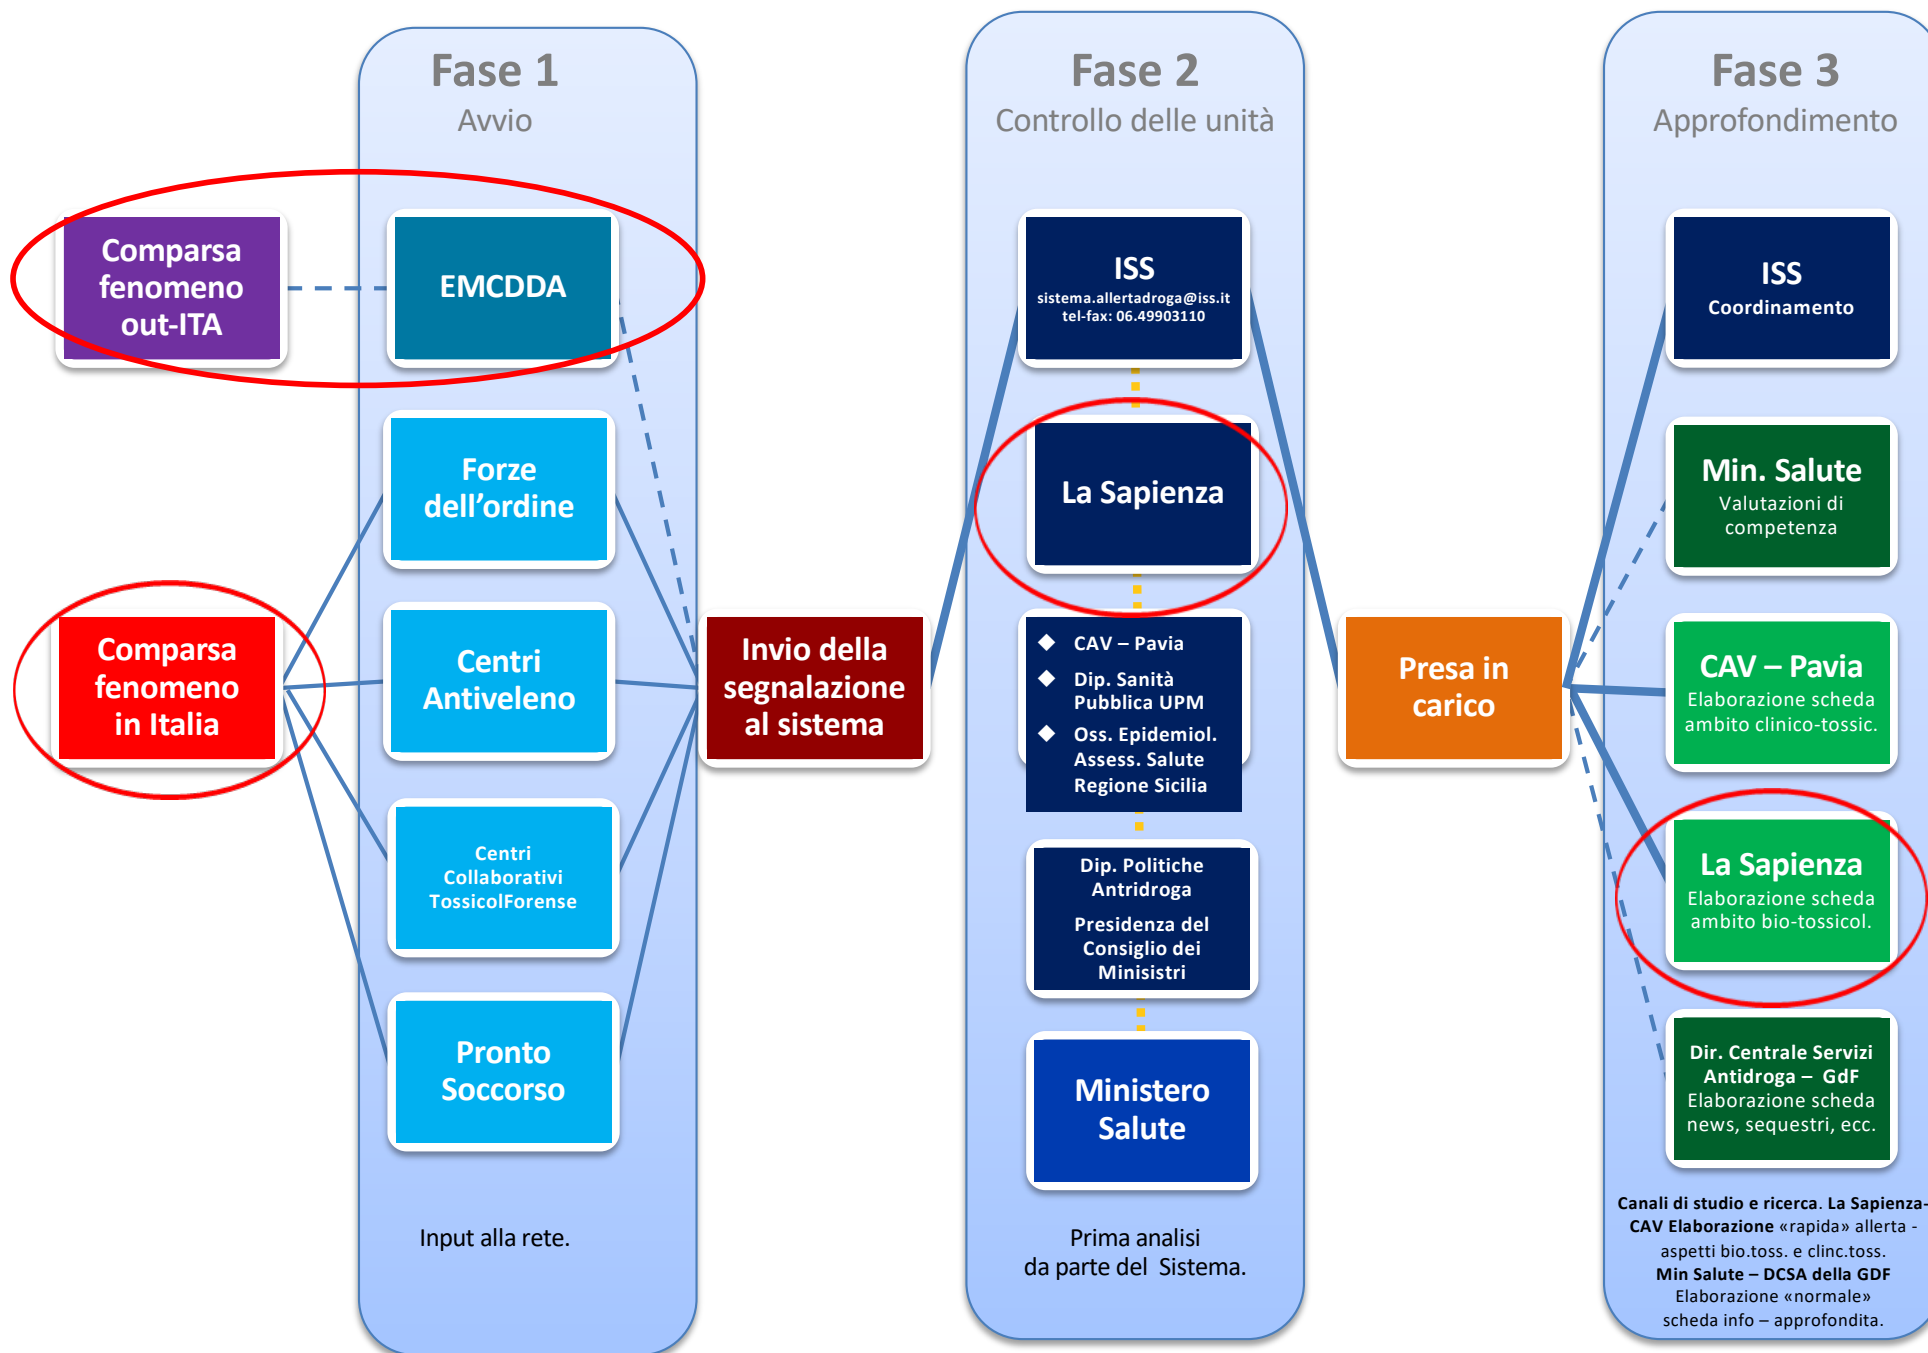 Fase 1
Avvio
Comparsa
fenomeno
out-ITA
EMCDDA
Forze
dell’ordine
Comparsa
fenomeno
in Italia
Centri
Antiveleno
Centri
Collaborativi
TossicolForense
Pronto
Soccorso
Input alla rete.
Invio della
segnalazione
al sistema
Fase 2
Controllo delle unità
ISS
sistema.allertadroga@iss.it
tel-fax: 06.49903110
La Sapienza
◆ CAV – Pavia
◆ Dip. Sanità
Pubblica UPM
◆ Oss. Epidemiol.
Assess. Salute
Regione Sicilia
Dip. Politiche
Antridroga
Presidenza del
Consiglio dei
Minisistri
Ministero
Salute
Prima analisi
da parte del Sistema.
Presa in
carico
Fase 3
Approfondimento
ISS
Coordinamento
Min. Salute
Valutazioni di
competenza
CAV – Pavia
Elaborazione scheda
ambito clinico-tossic.
La Sapienza
Elaborazione scheda
ambito bio-tossicol.
Dir. Centrale Servizi
Antidroga – GdF
Elaborazione scheda
news, sequestri, ecc.
Canali di studio e ricerca. La Sapienza-
CAV Elaborazione «rapida» allerta -
aspetti bio.toss. e clinc.toss.
Min Salute – DCSA della GDF
Elaborazione «normale»
scheda info – approfondita.